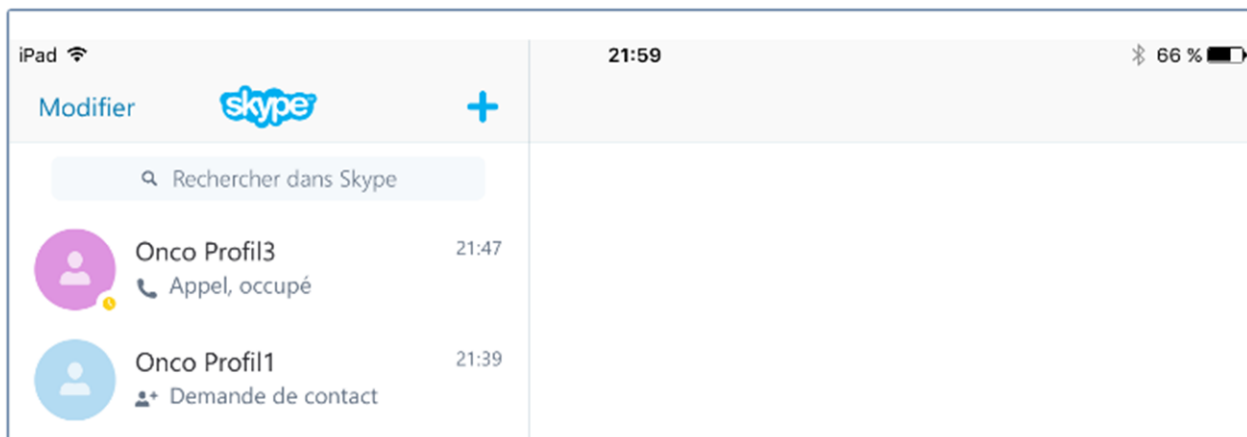 iPad 21:59 66 %
Modifier skype +
Rechercher dans Skype
Onco Profil3 21:47
Appel, occupé
Onco Profil1 21:39
Demande de contact